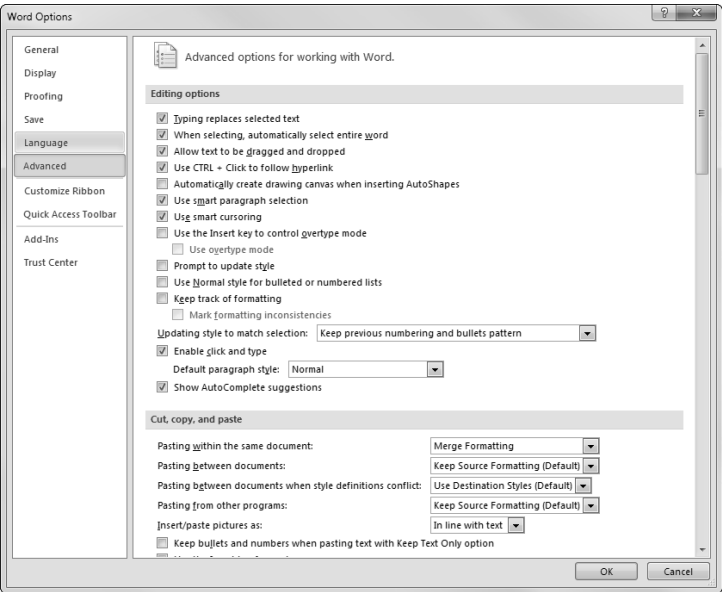 Word Options
General
Display
Proofing
Save
Language
Advanced
Customize Ribbon
Quick Access Toolbar
Add-Ins
Trust Center
Advanced options for working with Word.
Editing options
Typing replaces selected text
When selecting, automatically select entire word
Allow text to be dragged and dropped
Use CTRL + Click to follow hyperlink
Automatically create drawing canvas when inserting AutoShapes
Use smart paragraph selection
Use smart cursoring
Use the Insert key to control overtype mode
Use overtype mode
Prompt to update style
Use Normal style for bulleted or numbered lists
Keep track of formatting
Mark formatting inconsistencies
Updating style to match selection: Keep previous numbering and bullets pattern
Enable click and type
Default paragraph style: Normal
Show AutoComplete suggestions
Cut, copy, and paste
Pasting within the same document: Merge Formatting
Pasting between documents: Keep Source Formatting (Default)
Pasting between documents when style definitions conflict: Use Destination Styles (Default)
Pasting from other programs: Keep Source Formatting (Default)
Insert/paste pictures as: In line with text
Keep bullets and numbers when pasting text with Keep Text Only option
OK Cancel